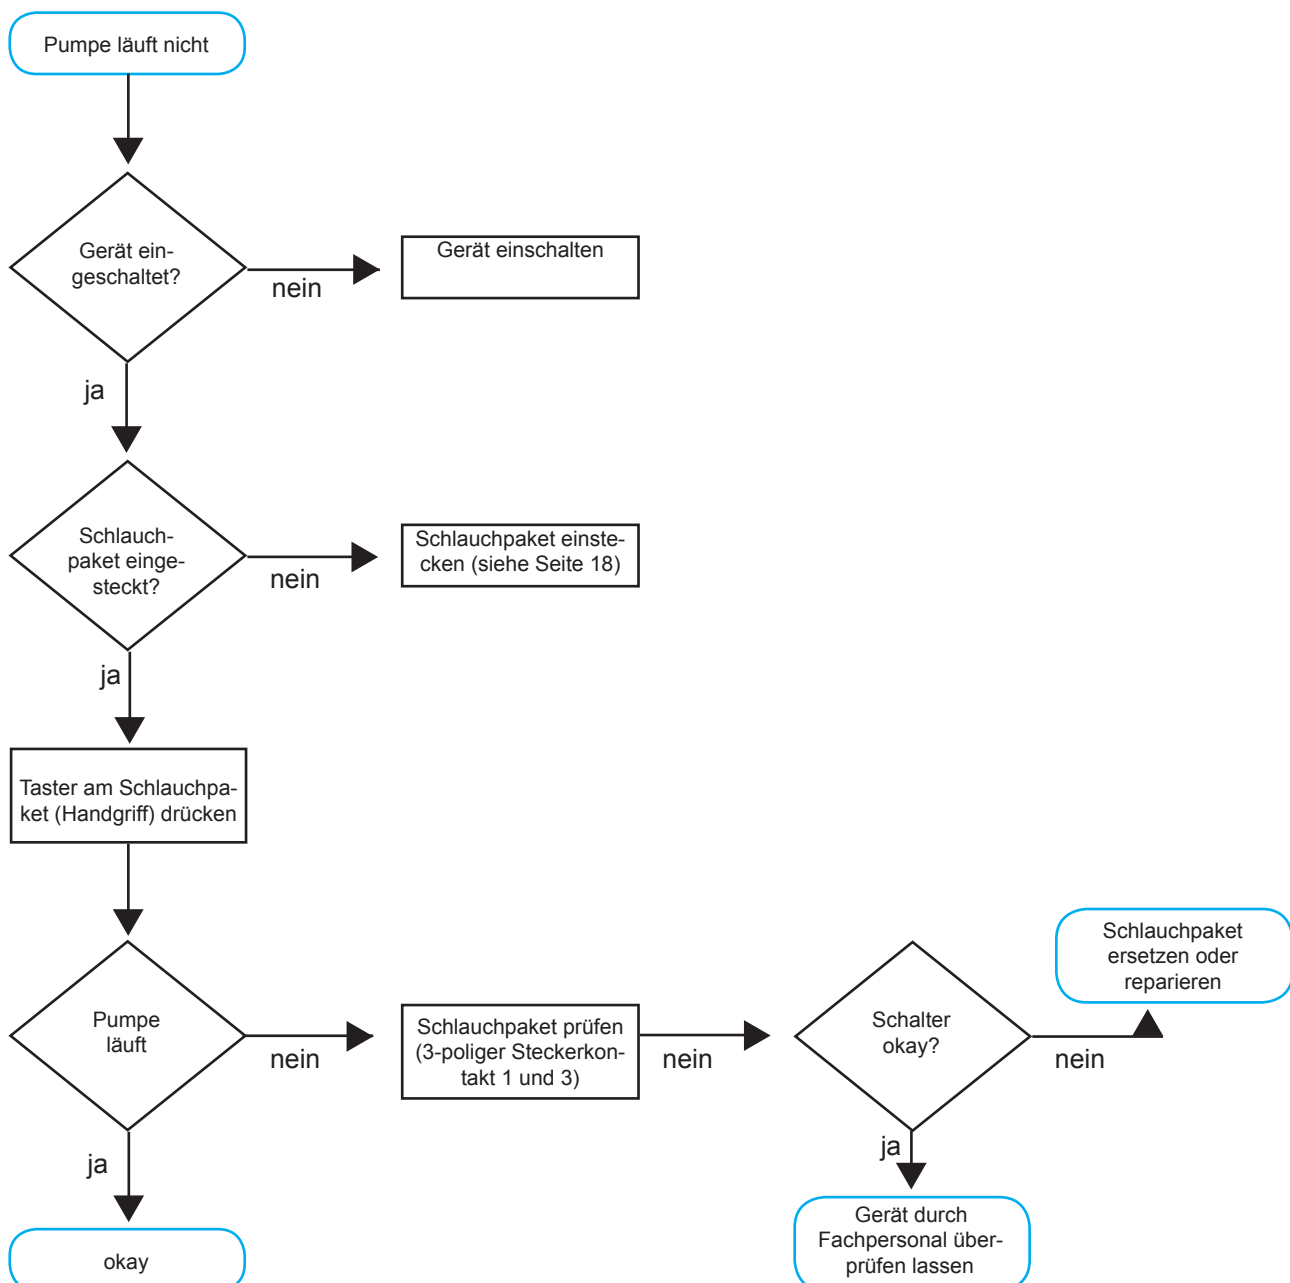 Pumpe läuft nicht
Gerät ein-
geschaltet?
nein
Gerät einschalten
ja
Schlauch-
paket einge-
steckt?
nein
Schlauchpaket einste-
cken (siehe Seite 18)
ja
Taster am Schlauchpa-
ket (Handgriff) drücken
Pumpe
läuft
nein
Schlauchpaket prüfen
(3-poliger Steckerkon-
takt 1 und 3)
nein
Schalter
okay?
nein
Schlauchpaket
ersetzen oder
reparieren
ja
okay
ja
Gerät durch
Fachpersonal über-
prüfen lassen